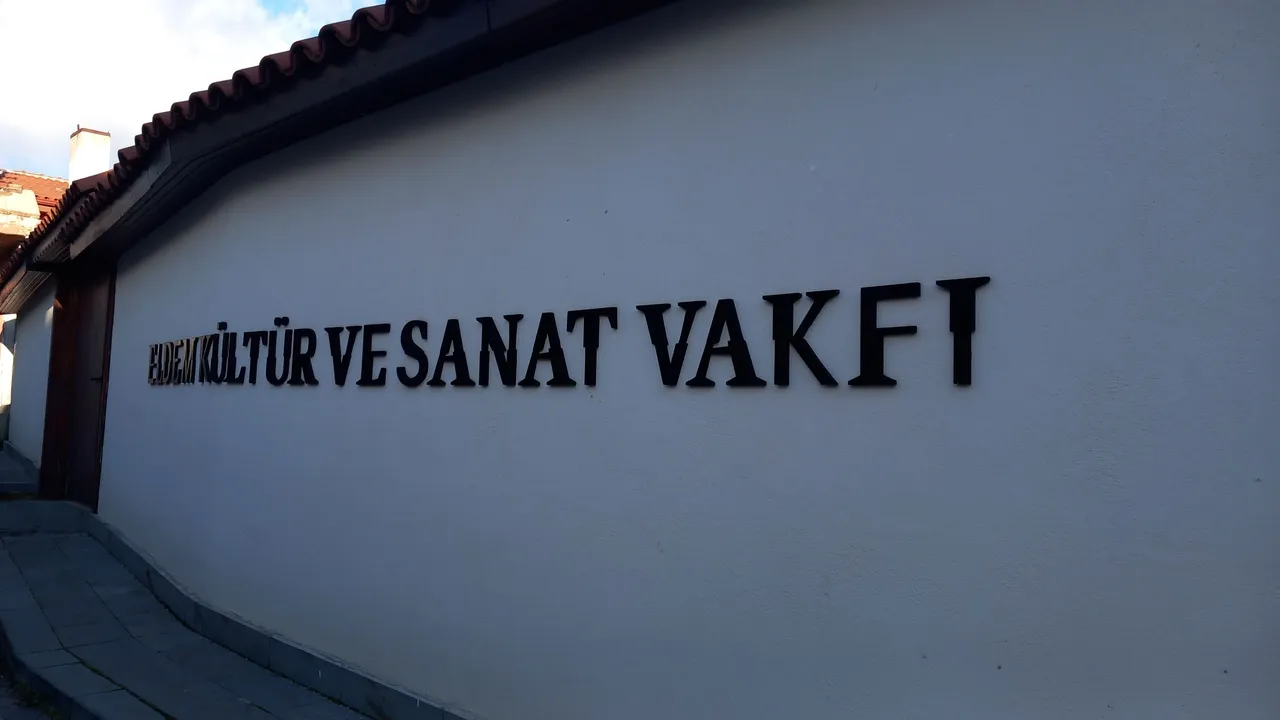 ELDEM KÜLTÜR VE SANAT VAKFI